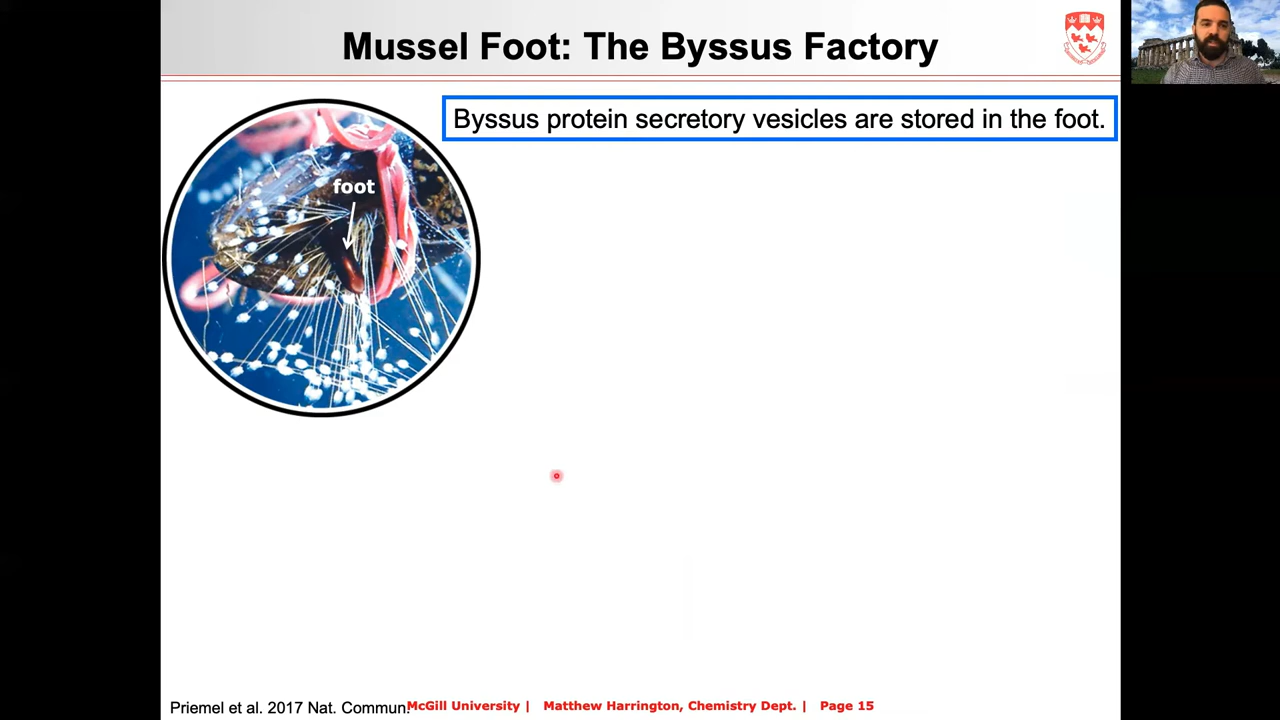 Mussel Foot: The Byssus Factory
Byssus protein secretory vesicles are stored in the foot.
foot
Priemel et al. 2017 Nat. Commun.
McGill University | Matthew Harrington, Chemistry Dept. | Page 15